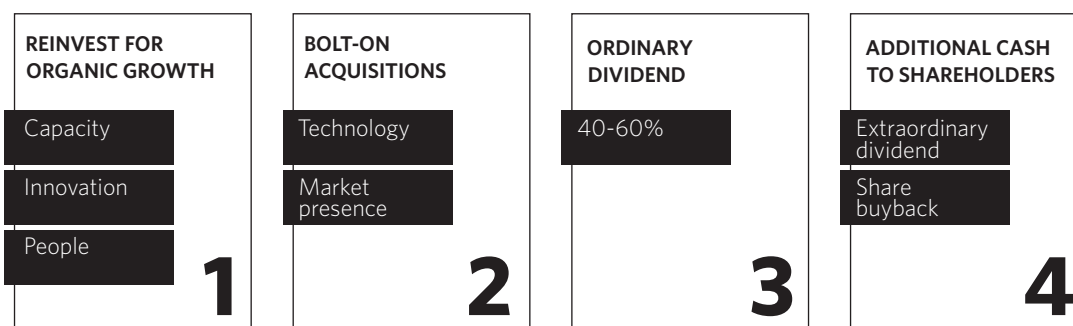 REINVEST FOR
ORGANIC GROWTH
Capacity
Innovation
People
1
BOLT-ON
ACQUISITIONS
Technology
Market
presence
2
ORDINARY
DIVIDEND
40-60%
3
ADDITIONAL CASH
TO SHAREHOLDERS
Extraordinary
dividend
Share
buyback
4